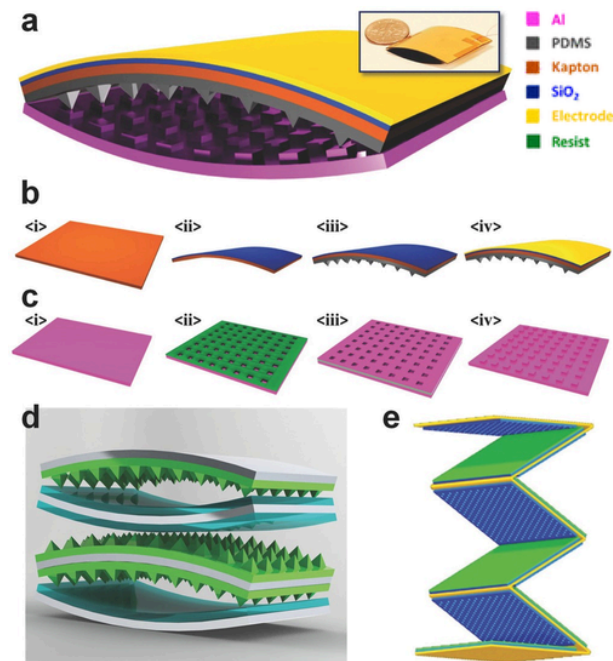 a
Al
PDMS
Kapton
SiO₂
Electrode
Resist
b
<i> <ii> <iii> <iv>
c
<i> <ii> <iii> <iv>
d
e